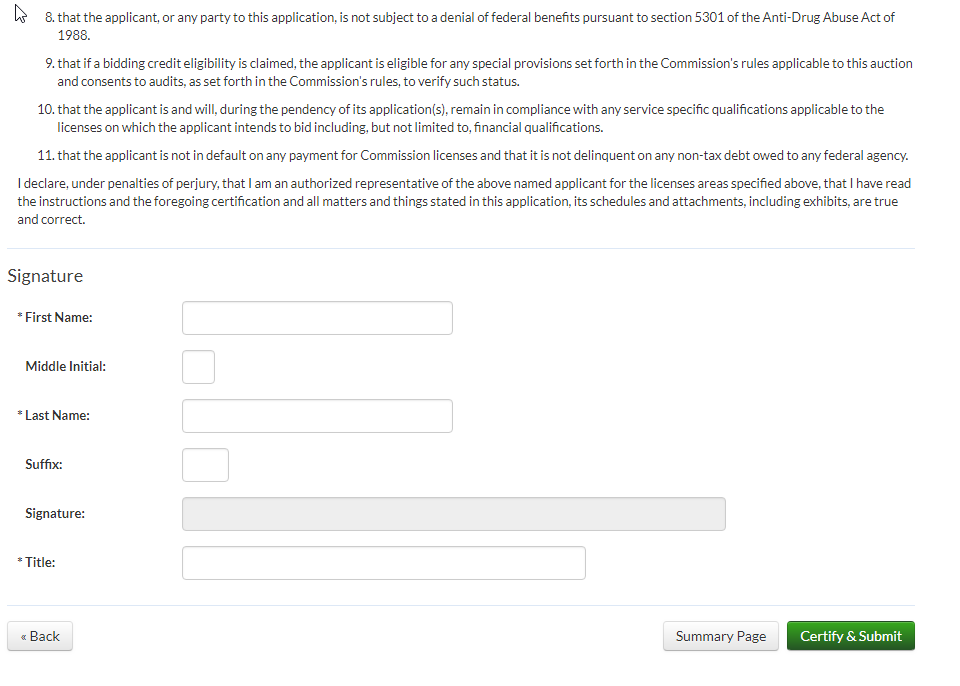 8. that the applicant, or any party to this application, is not subject to a denial of federal benefits pursuant to section 5301 of the Anti-Drug Abuse Act of
1988.
9. that if a bidding credit eligibility is claimed, the applicant is eligible for any special provisions set forth in the Commission's rules applicable to this auction
and consents to audits, as set forth in the Commission's rules, to verify such status.
10. that the applicant is and will, during the pendency of its application(s), remain in compliance with any service specific qualifications applicable to the
licenses on which the applicant intends to bid including, but not limited to, financial qualifications.
11. that the applicant is not in default on any payment for Commission licenses and that it is not delinquent on any non-tax debt owed to any federal agency.
I declare, under penalties of perjury, that I am an authorized representative of the above named applicant for the licenses areas specified above, that I have read
the instructions and the foregoing certification and all matters and things stated in this application, its schedules and attachments, including exhibits, are true
and correct.
Signature
* First Name:
Middle Initial:
* Last Name:
Suffix:
Signature:
* Title:
« Back
Summary Page
Certify & Submit